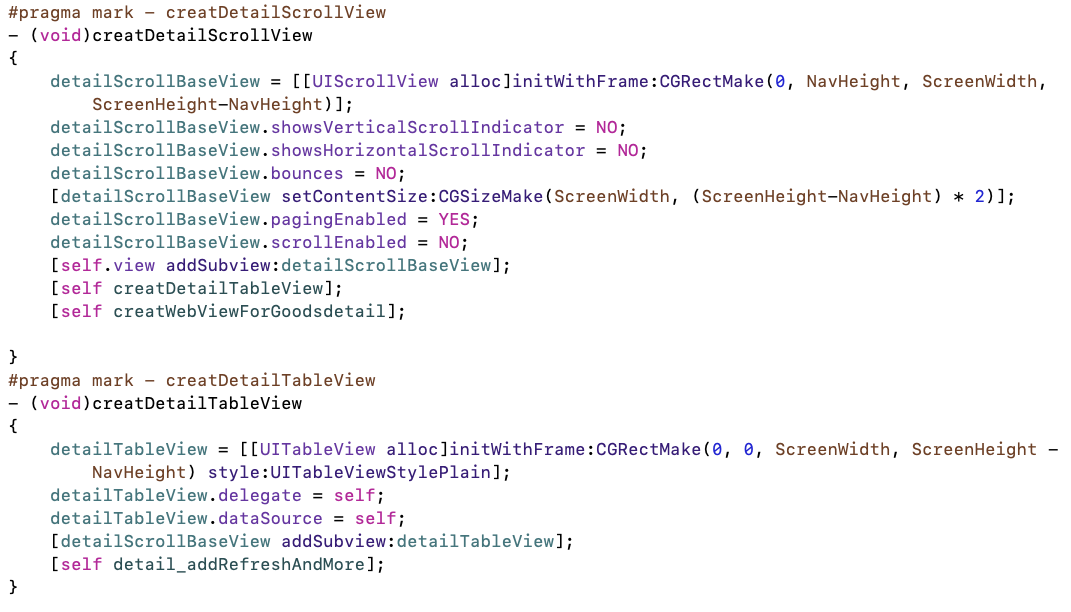 #pragma mark - creatDetailScrollView
- (void)creatDetailScrollView
{
    detailScrollBaseView = [[UIScrollView alloc]initWithFrame:CGRectMake(0, NavHeight, ScreenWidth,
        ScreenHeight-NavHeight)];
    detailScrollBaseView.showsVerticalScrollIndicator = NO;
    detailScrollBaseView.showsHorizontalScrollIndicator = NO;
    detailScrollBaseView.bounces = NO;
    [detailScrollBaseView setContentSize:CGSizeMake(ScreenWidth, (ScreenHeight-NavHeight) * 2)];
    detailScrollBaseView.pagingEnabled = YES;
    detailScrollBaseView.scrollEnabled = NO;
    [self.view addSubview:detailScrollBaseView];
    [self creatDetailTableView];
    [self creatWebViewForGoodsdetail];

}
#pragma mark - creatDetailTableView
- (void)creatDetailTableView
{
    detailTableView = [[UITableView alloc]initWithFrame:CGRectMake(0, 0, ScreenWidth, ScreenHeight -
        NavHeight) style:UITableViewStylePlain];
    detailTableView.delegate = self;
    detailTableView.dataSource = self;
    [detailScrollBaseView addSubview:detailTableView];
    [self detail_addRefreshAndMore];
}